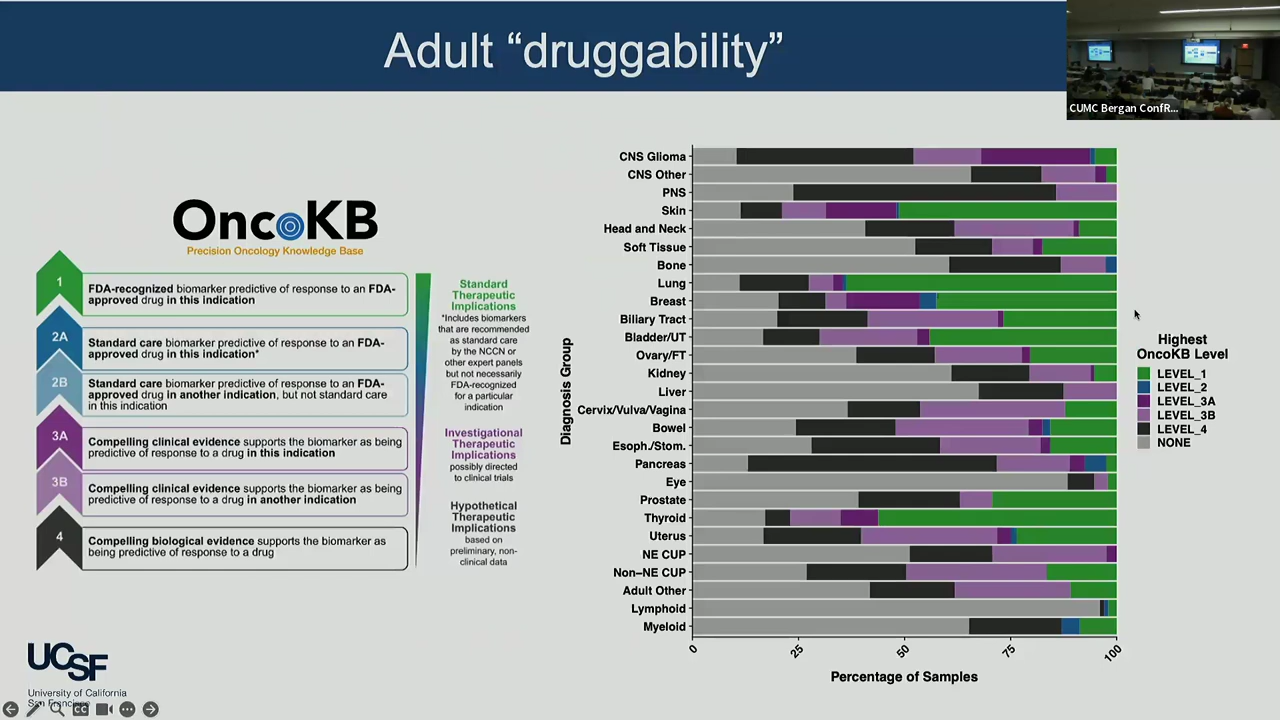 Adult “druggability”
CUMC Bergan ConfR...
OncoKB
Precision Oncology Knowledge Base
1
FDA-recognized biomarker predictive of response to an FDA-
approved drug in this indication
2A
Standard care biomarker predictive of response to an FDA-
approved drug in this indication*
2B
Standard care biomarker predictive of response to an FDA-
approved drug in another indication, but not standard care
in this indication
3A
Compelling clinical evidence supports the biomarker as being
predictive of response to a drug in this indication
3B
Compelling clinical evidence supports the biomarker as being
predictive of response to a drug in another indication
4
Compelling biological evidence supports the biomarker as
being predictive of response to a drug
Standard
Therapeutic
Implications
*Includes biomarkers
that are recommended
as standard care
by the NCCN or
other expert panels
but not necessarily
FDA-recognized
for a particular
indication
Investigational
Therapeutic
Implications
possibly directed
to clinical trials
Hypothetical
Therapeutic
Implications
based on
preliminary, non-
clinical data
Diagnosis Group
CNS Glioma
CNS Other
PNS
Skin
Head and Neck
Soft Tissue
Bone
Lung
Breast
Biliary Tract
Bladder/UT
Ovary/FT
Kidney
Liver
Cervix/Vulva/Vagina
Bowel
Esoph./Stom.
Pancreas
Eye
Prostate
Thyroid
Uterus
NE CUP
Non–NE CUP
Adult Other
Lymphoid
Myeloid
0
25
50
75
100
Percentage of Samples
Highest
OncoKB Level
LEVEL_1
LEVEL_2
LEVEL_3A
LEVEL_3B
LEVEL_4
NONE
UCSF
University of California
San Francisco
CC